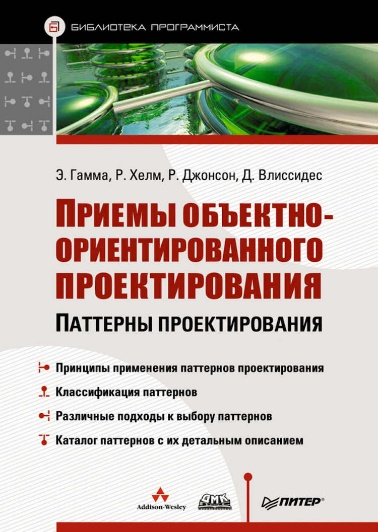 БИБЛИОТЕКА ПРОГРАММИСТА
Э. Гамма, Р. Хелм, Р. Джонсон, Д. Влиссидес
ПРИЕМЫ ОБЪЕКТНО-
ОРИЕНТИРОВАННОГО
ПРОЕКТИРОВАНИЯ
ПАТТЕРНЫ ПРОЕКТИРОВАНИЯ
Принципы применения паттернов проектирования
Классификация паттернов
Различные подходы к выбору паттернов
Каталог паттернов с их детальным описанием
Addison-Wesley
ДМК
ПИТЕР